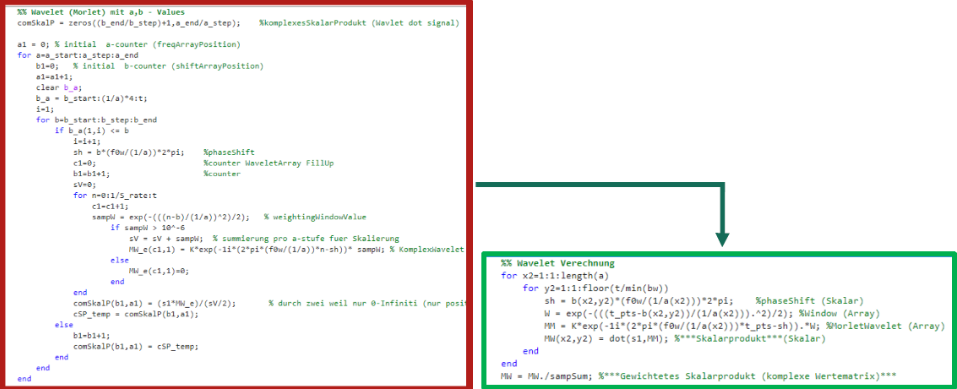 %% Wavelet (Morlet) mit a,b - Values
comSkalP = zeros((b_end/b_step)+1,a_end/a_step);    %komplexesSkalarProdukt (Wavlet dot signal)
a1 = 0; % initial  a-counter (freqArrayPosition)
for a=a_start:a_step:a_end
b1=0;   % initial  b-counter (shiftArrayPosition)
a1=a1+1;
clear b_a;
b_a = b_start:(1/a)*4:t;
i=1;
for b=b_start:b_step:b_end
if b_a(1,i) <= b
i=i+1;
sh = b*(f0w/(1/a))*2*pi;    %phaseShift
c1=0;                       %counter WaveletArray FillUp
b1=b1+1;                    %counter
sV=0;
for n=0:1/S_rate:t
c1=c1+1;
sampW = exp(-(((n-b)/(1/a))^2)/2);   % weightingWindowValue
if sampW > 10^-6
sV = sV + sampW;  % summierung pro a-stufe fuer Skalierung
MW_e(c1,1) = K*exp(-1i*(2*pi*(f0w/(1/a))*n-sh))* sampW; % KomplexWavelet
else
MW_e(c1,1)=0;
end
end
comSkalP(b1,a1) = (s1*MW_e)/(sV/2);       % durch zwei weil nur 0-Infiniti (nur posit
cSP_temp = comSkalP(b1,a1);
else
b1=b1+1;
comSkalP(b1,a1) = cSP_temp;
end
end
end
%% Wavelet Verechnung
for x2=1:1:length(a)
for y2=1:1:floor(t/min(bw))
sh = b(x2,y2)*(f0w/(1/a(x2)))*2*pi;    %phaseShift (Skalar)
W = exp(-(((t_pts-b(x2,y2))/(1/a(x2))).^2)/2); %Window (Array)
MM = K*exp(-1i*(2*pi*(f0w/(1/a(x2)))*t_pts-sh)).*W; %MorletWavelet (Array)
MW(x2,y2) = dot(s1,MM); %***Skalarprodukt***(Skalar)
end
end
MW = MW./sampSum; %***Gewichtetes Skalarprodukt (komplexe Wertematrix)***